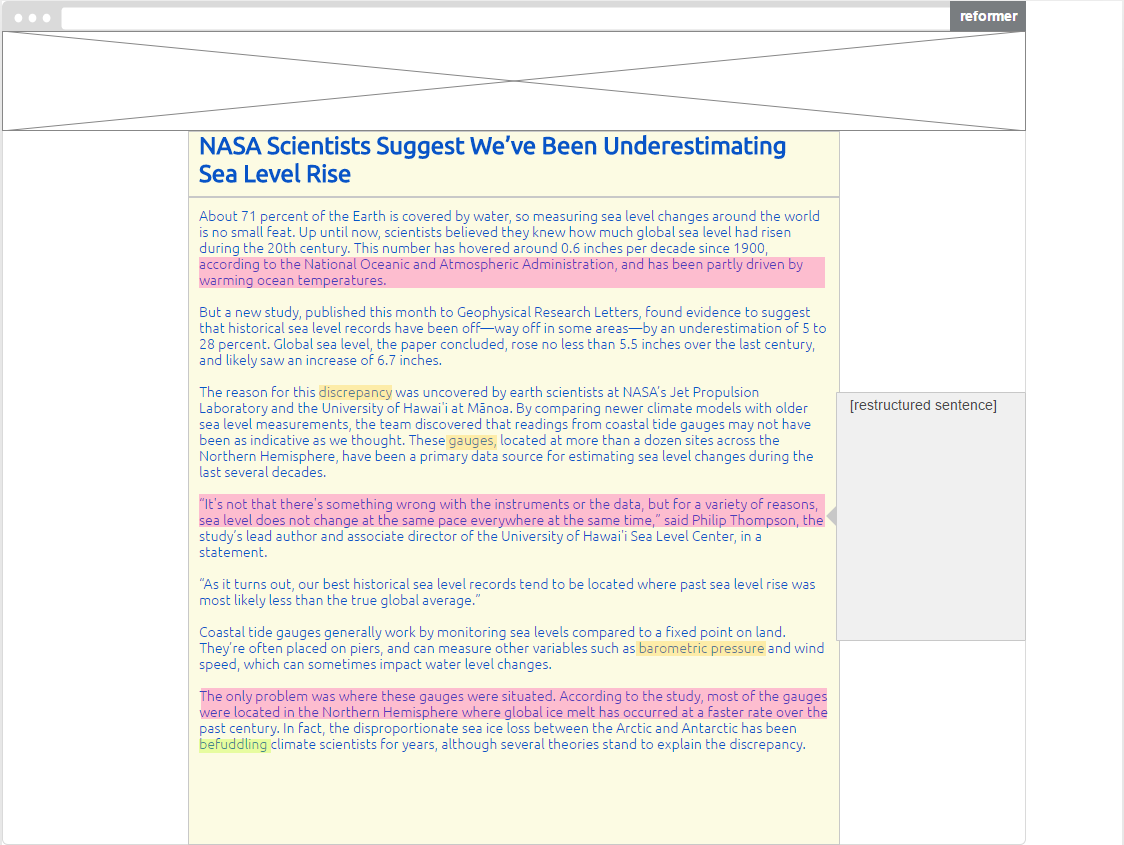 reformer
NASA Scientists Suggest We’ve Been Underestimating
Sea Level Rise
About 71 percent of the Earth is covered by water, so measuring sea level changes around the world
is no small feat. Up until now, scientists believed they knew how much global sea level had risen
during the 20th century. This number has hovered around 0.6 inches per decade since 1900,
according to the National Oceanic and Atmospheric Administration, and has been partly driven by
warming ocean temperatures.
But a new study, published this month to Geophysical Research Letters, found evidence to suggest
that historical sea level records have been off—way off in some areas—by an underestimation of 5 to
28 percent. Global sea level, the paper concluded, rose no less than 5.5 inches over the last century,
and likely saw an increase of 6.7 inches.
The reason for this discrepancy was uncovered by earth scientists at NASA’s Jet Propulsion
Laboratory and the University of Hawai’i at Mānoa. By comparing newer climate models with older
sea level measurements, the team discovered that readings from coastal tide gauges may not have
been as indicative as we thought. These gauges, located at more than a dozen sites across the
Northern Hemisphere, have been a primary data source for estimating sea level changes during the
last several decades.
[restructured sentence]
“It’s not that there’s something wrong with the instruments or the data, but for a variety of reasons,
sea level does not change at the same pace everywhere at the same time,” said Philip Thompson, the
study’s lead author and associate director of the University of Hawai’i Sea Level Center, in a
statement.
“As it turns out, our best historical sea level records tend to be located where past sea level rise was
most likely less than the true global average.”
Coastal tide gauges generally work by monitoring sea levels compared to a fixed point on land.
They’re often placed on piers, and can measure other variables such as barometric pressure and wind
speed, which can sometimes impact water level changes.
The only problem was where these gauges were situated. According to the study, most of the gauges
were located in the Northern Hemisphere where global ice melt has occurred at a faster rate over the
past century. In fact, the disproportionate sea ice loss between the Arctic and Antarctic has been
befuddling climate scientists for years, although several theories stand to explain the discrepancy.